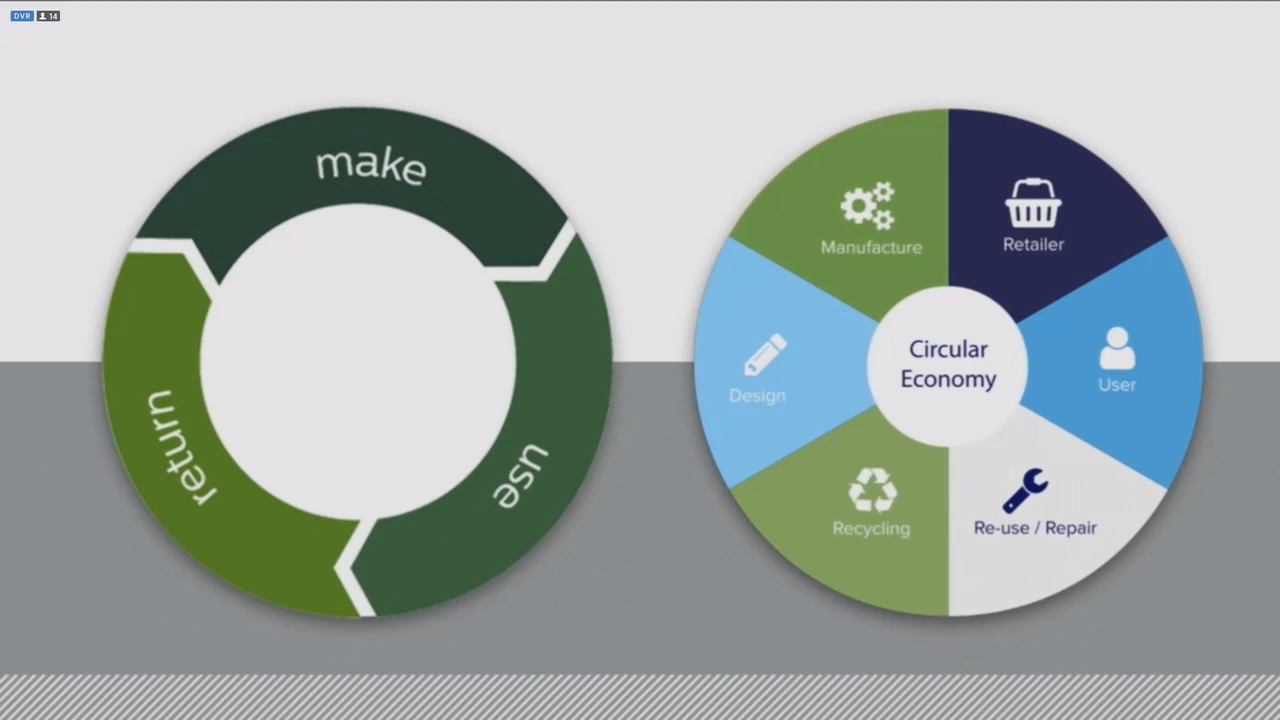 DVR 14
make
use
return
Manufacture
Retailer
Design
Circular
Economy
User
Recycling
Re-use / Repair